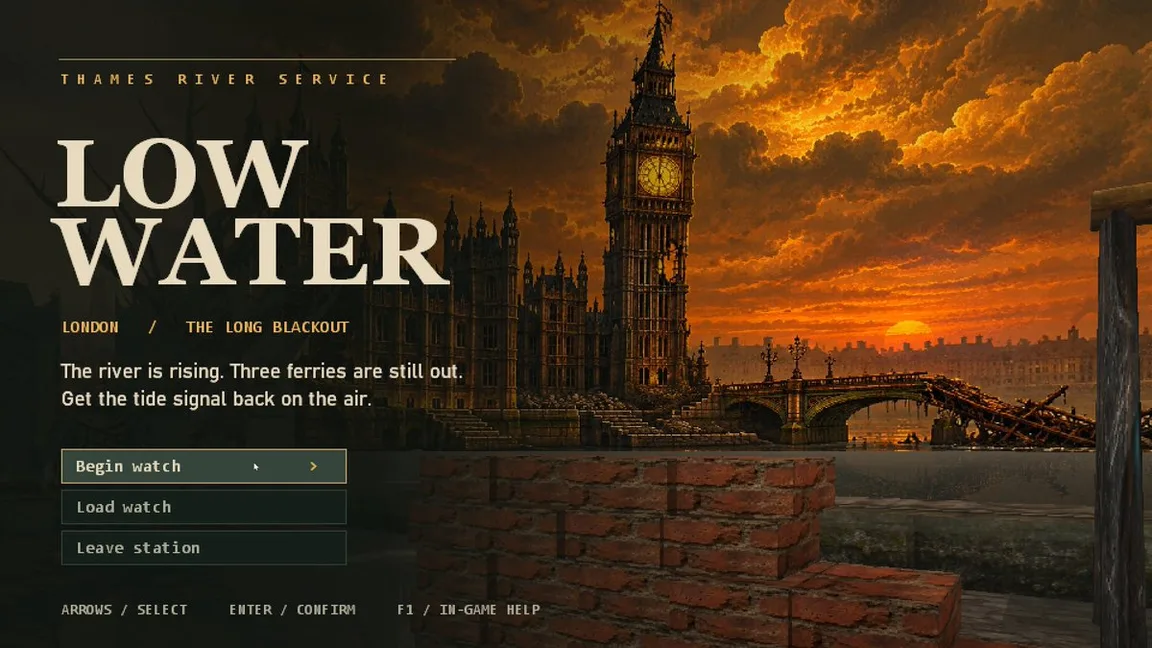 THAMES RIVER SERVICE
LOW
WATER
LONDON / THE LONG BLACKOUT
The river is rising. Three ferries are still out.
Get the tide signal back on the air.
Begin watch >
Load watch
Leave station
ARROWS / SELECT ENTER / CONFIRM F1 / IN-GAME HELP